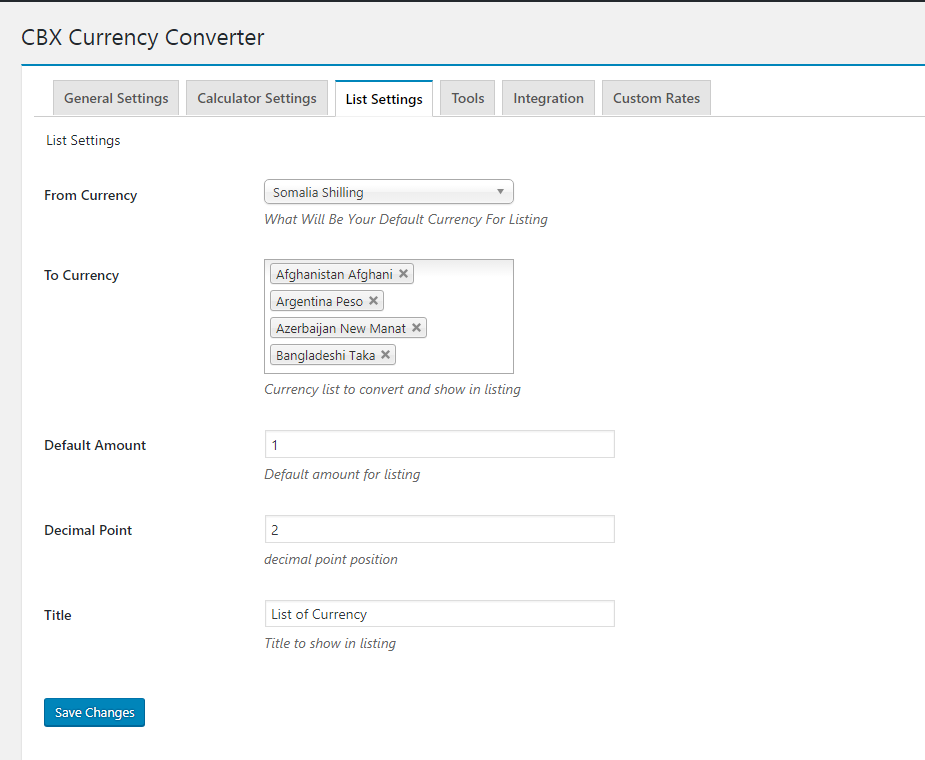 CBX Currency Converter
General Settings Calculator Settings List Settings Tools Integration Custom Rates
List Settings
From Currency Somalia Shilling
What Will Be Your Default Currency For Listing
To Currency Afghanistan Afghani
Argentina Peso
Azerbaijan New Manat
Bangladeshi Taka
Currency list to convert and show in listing
Default Amount 1
Default amount for listing
Decimal Point 2
decimal point position
Title List of Currency
Title to show in listing
Save Changes